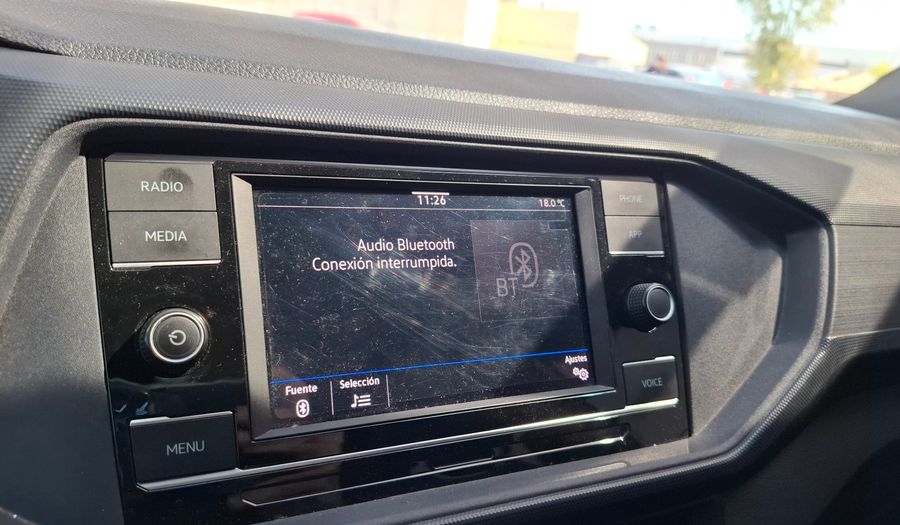 RADIO
MEDIA
MENU
11:26
18.0 °C
Audio Bluetooth
Conexión interrumpida.
BT
Fuente
Selección
Ajustes
PHONE
APP
VOICE